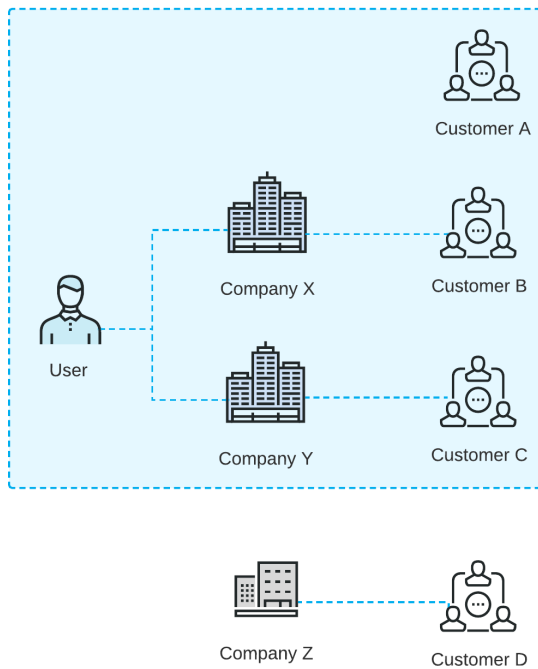 Customer A
Company X
Customer B
User
Company Y
Customer C
Company Z
Customer D